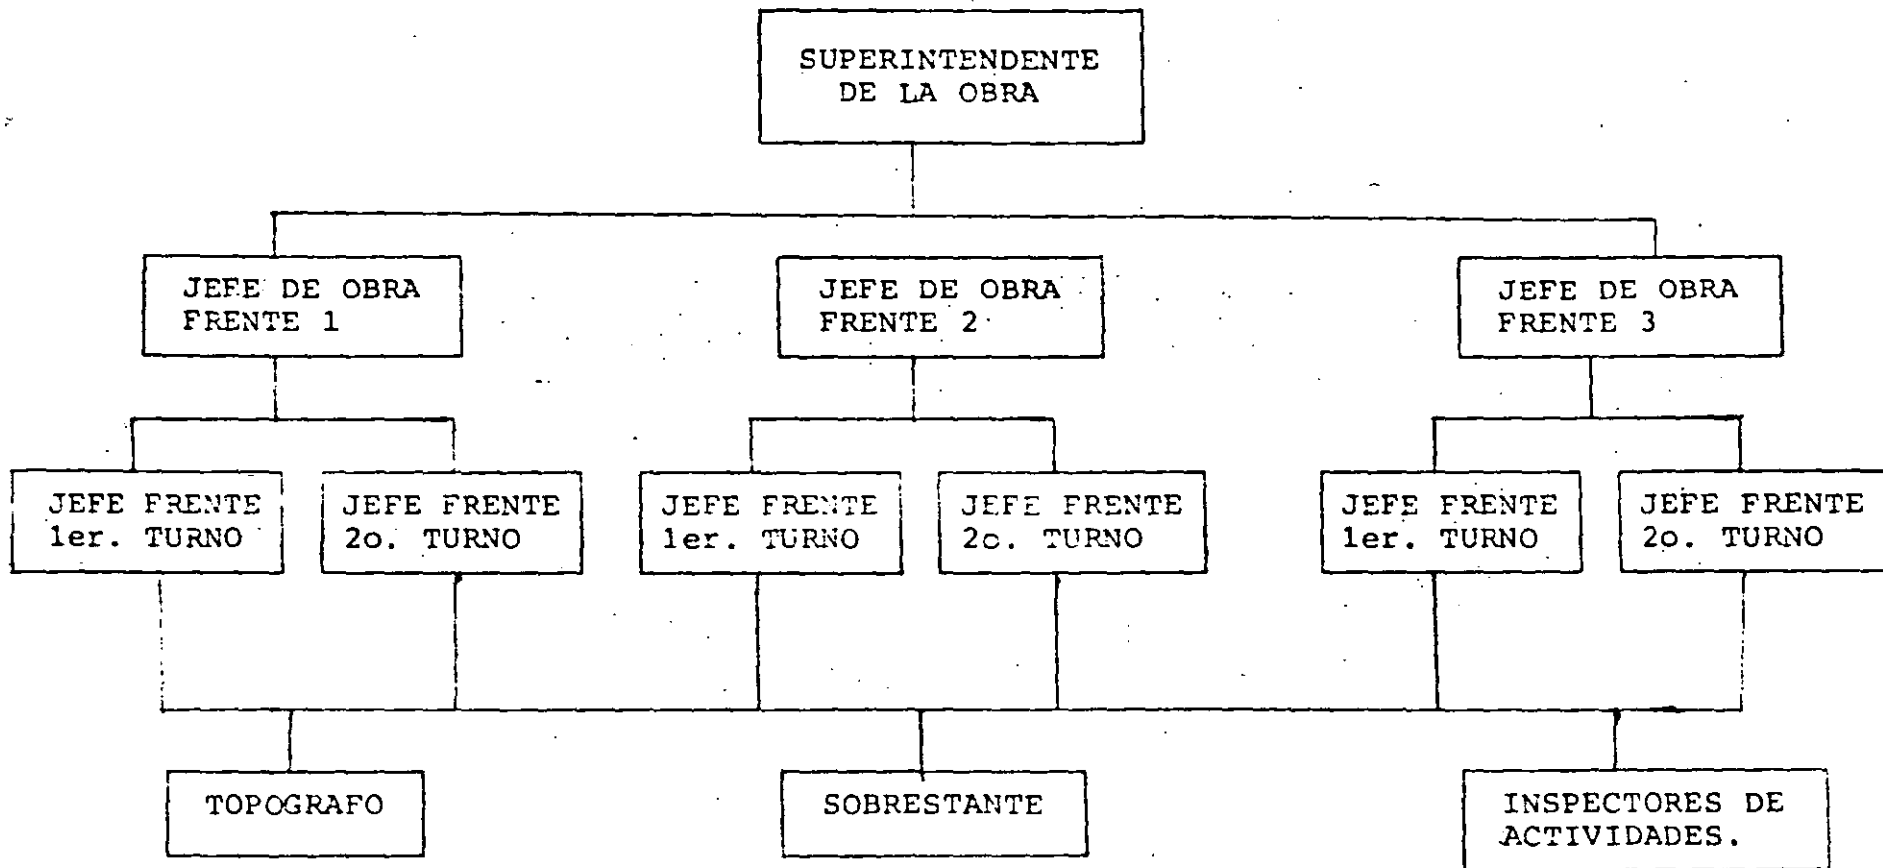 SUPERINTENDENTE
DE LA OBRA
JEFE DE OBRA
FRENTE 1
JEFE DE OBRA
FRENTE 2
JEFE DE OBRA
FRENTE 3
JEFE FRENTE
1er. TURNO
JEFE FRENTE
2o. TURNO
JEFE FRENTE
1er. TURNO
JEFE FRENTE
2o. TURNO
JEFE FRENTE
1er. TURNO
JEFE FRENTE
2o. TURNO
TOPOGRAFO
SOBRESTANTE
INSPECTORES DE
ACTIVIDADES.